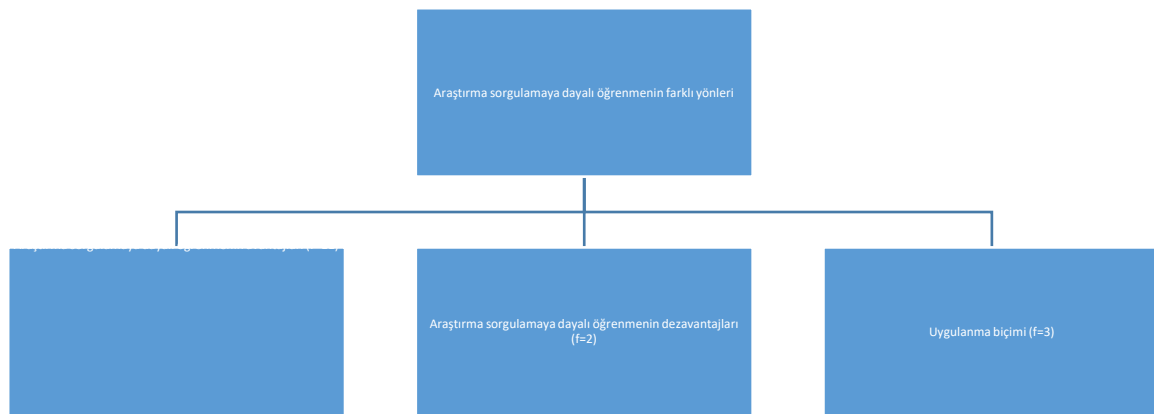 Araştırma sorgulamaya dayalı öğrenmenin farklı yönleri
Araştırma sorgulamaya dayalı öğrenmenin dezavantajları
(f=2)
Uygulanma biçimi (f=3)